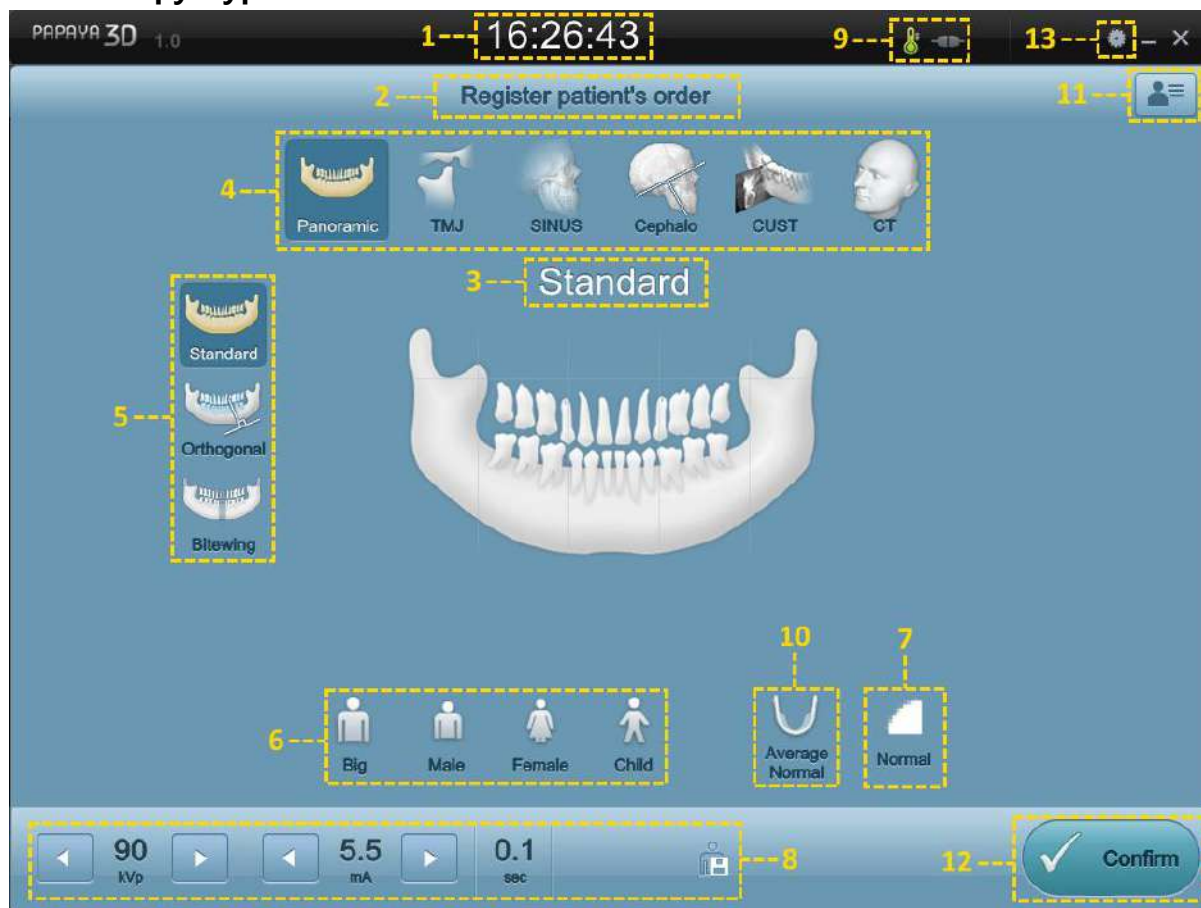 PAPAYA 3D 1.0
1
16:26:43
9
13
2
Register patient's order
11
4
Panoramic
TMJ
SINUS
Cephalo
CUST
CT
3
Standard
5
Standard
Orthogonal
Bitewing
10
7
6
Big
Male
Female
Child
Average
Normal
Normal
90
kVp
5.5
mA
0.1
sec
8
12
Confirm